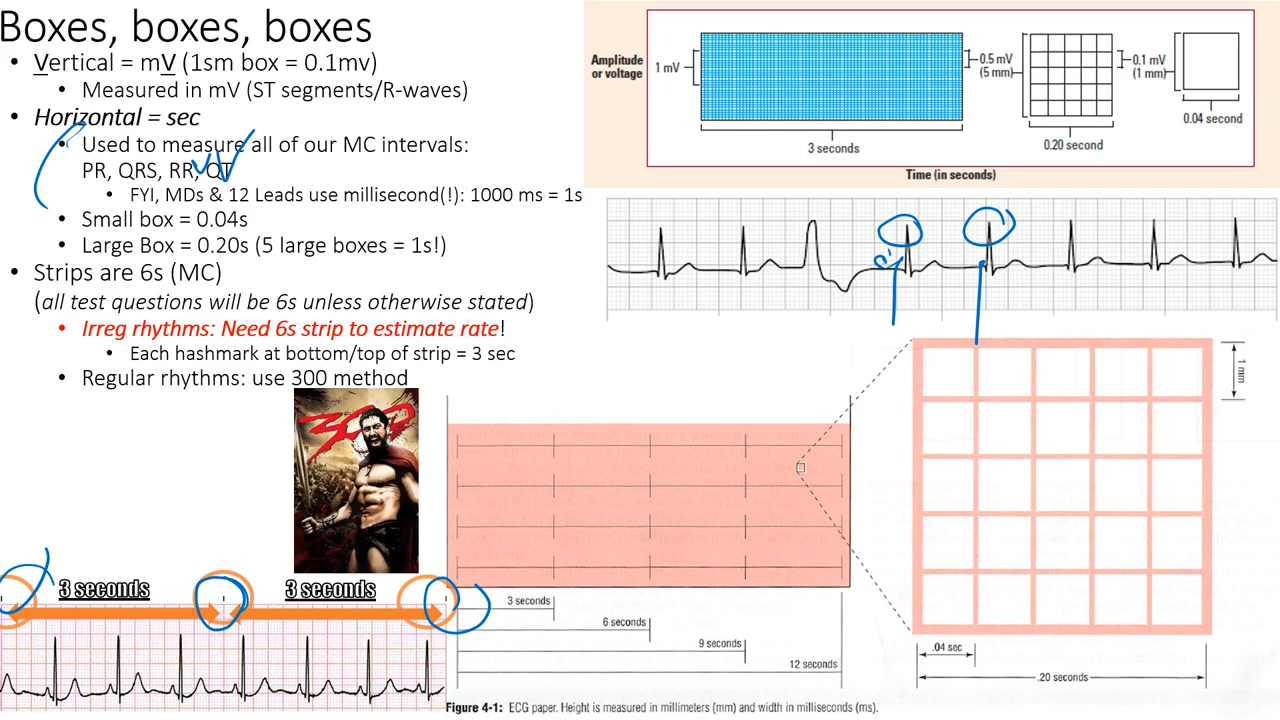 Boxes, boxes, boxes
• Vertical = mV (1sm box = 0.1mv)
• Measured in mV (ST segments/R-waves)
• Horizontal = sec
• Used to measure all of our MC intervals:
PR, QRS, RR, QT
• FYI, MDs & 12 Leads use millisecond(!): 1000 ms = 1s
• Small box = 0.04s
• Large Box = 0.20s (5 large boxes = 1s!)
• Strips are 6s (MC)
(all test questions will be 6s unless otherwise stated)
• Irreg rhythms: Need 6s strip to estimate rate!
• Each hashmark at bottom/top of strip = 3 sec
• Regular rhythms: use 300 method
300
3 seconds
3 seconds
Amplitude
or voltage
1 mV
0.5 mV
(5 mm)
0.1 mV
(1 mm)
3 seconds
0.20 second
0.04 second
Time (in seconds)
1 mm
3 seconds
6 seconds
9 seconds
12 seconds
.04 sec
.20 seconds
Figure 4-1: ECG paper. Height is measured in millimeters (mm) and width in milliseconds (ms).